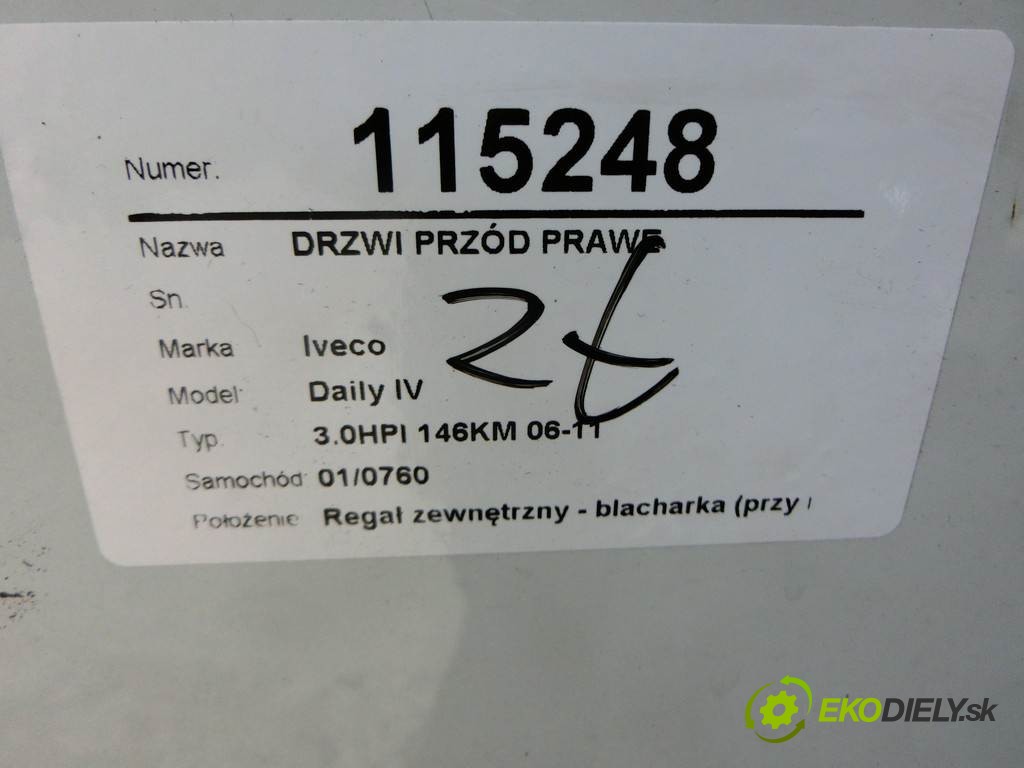 Numer. 115248
Nazwa DRZWI PRZÓD PRAWE
Sn.
Marka Iveco
Model: Daily IV
Typ. 3.0HPI 146KM 06-11
Samochód: 01/0760
Położenie Regał zewnętrzny - blacharka (przy
EKODIELY.sk